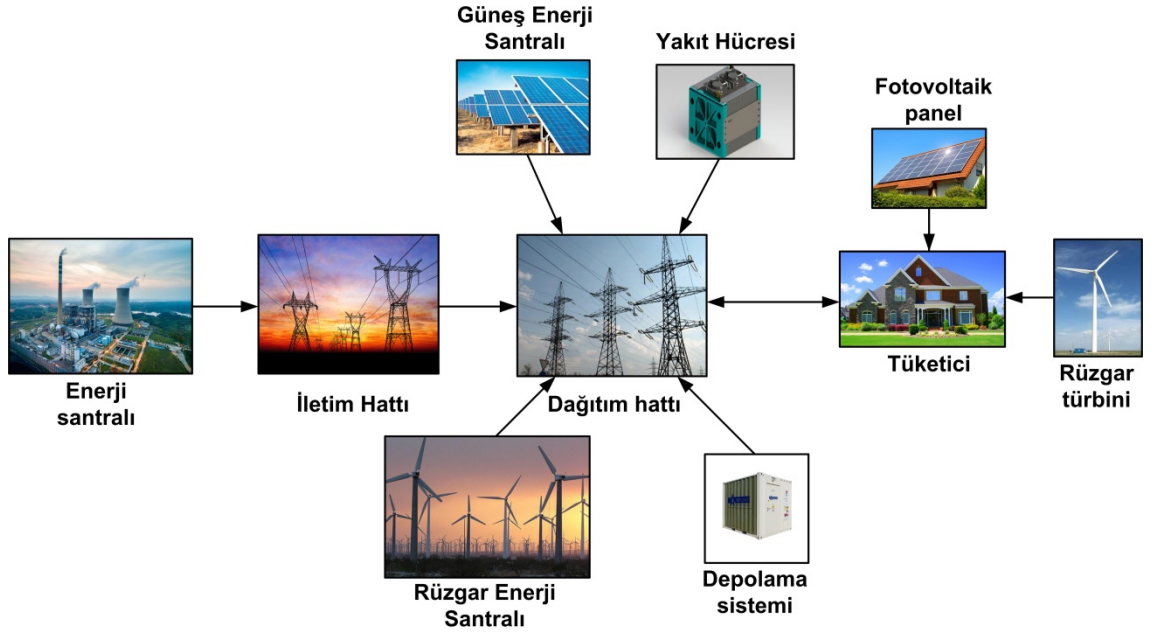 Güneş Enerji
Santralı
Yakıt Hücresi
Fotovoltaik
panel
Enerji
santralı
İletim Hattı
Dağıtım hattı
Tüketici
Rüzgar
türbini
Rüzgar Enerji
Santralı
Depolama
sistemi